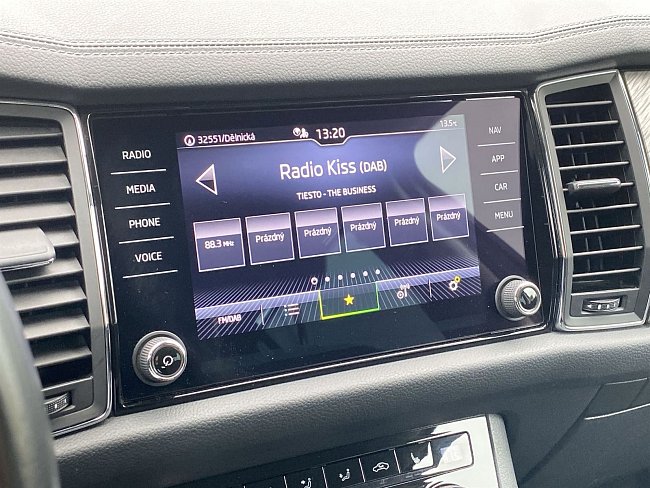 RADIO
MEDIA
PHONE
VOICE
32551/Dělnická
13:20
13.5°C
Radio Kiss (DAB)
TIESTO - THE BUSINESS
88.3 MHz
Prázdný
Prázdný
Prázdný
Prázdný
Prázdný
FM/DAB
NAV
APP
CAR
MENU